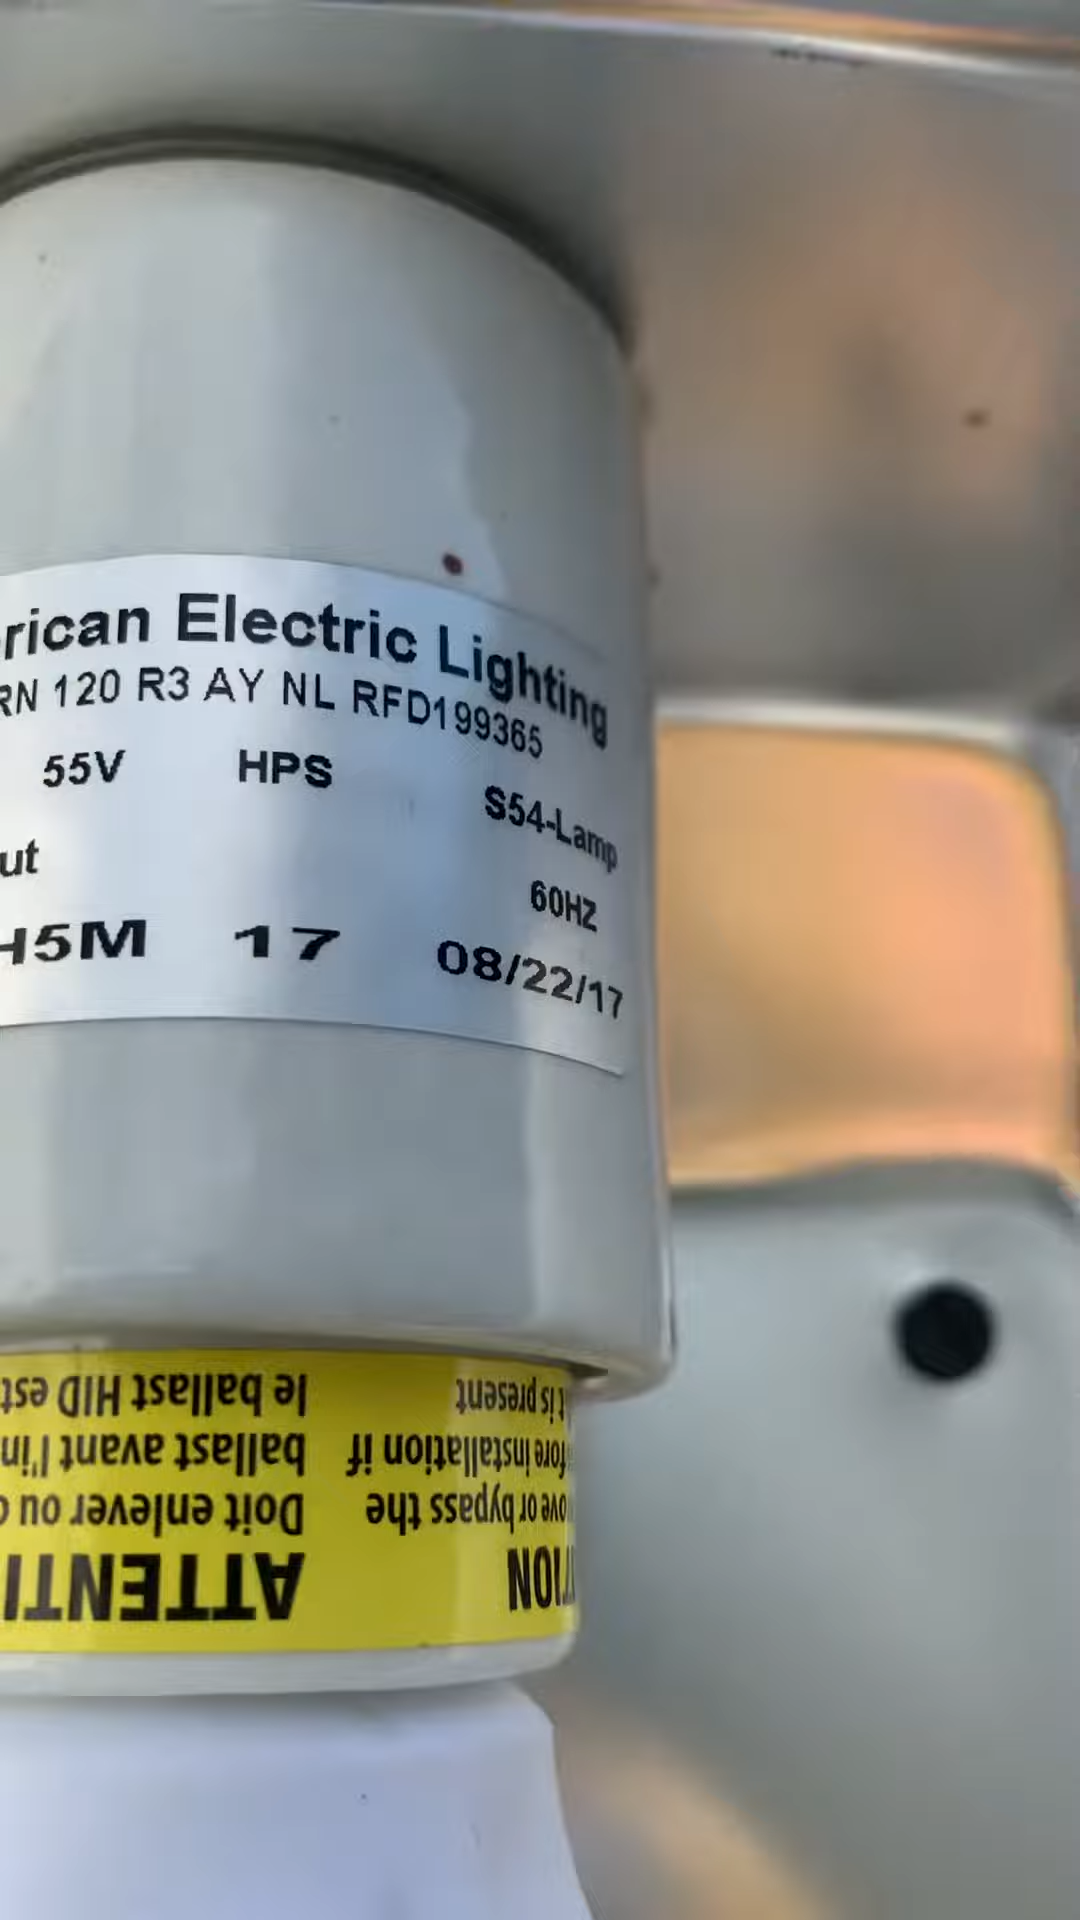 rican Electric Lighting
RN 120 R3 AY NL RFD199365
55V HPS S54-Lamp
ut 60HZ
H5M 17 08/22/17
ATTENTI
Doit enlever ou
ballast avant l'in
le ballast HID est
TION
ove or bypass the
fore installation if
t is present